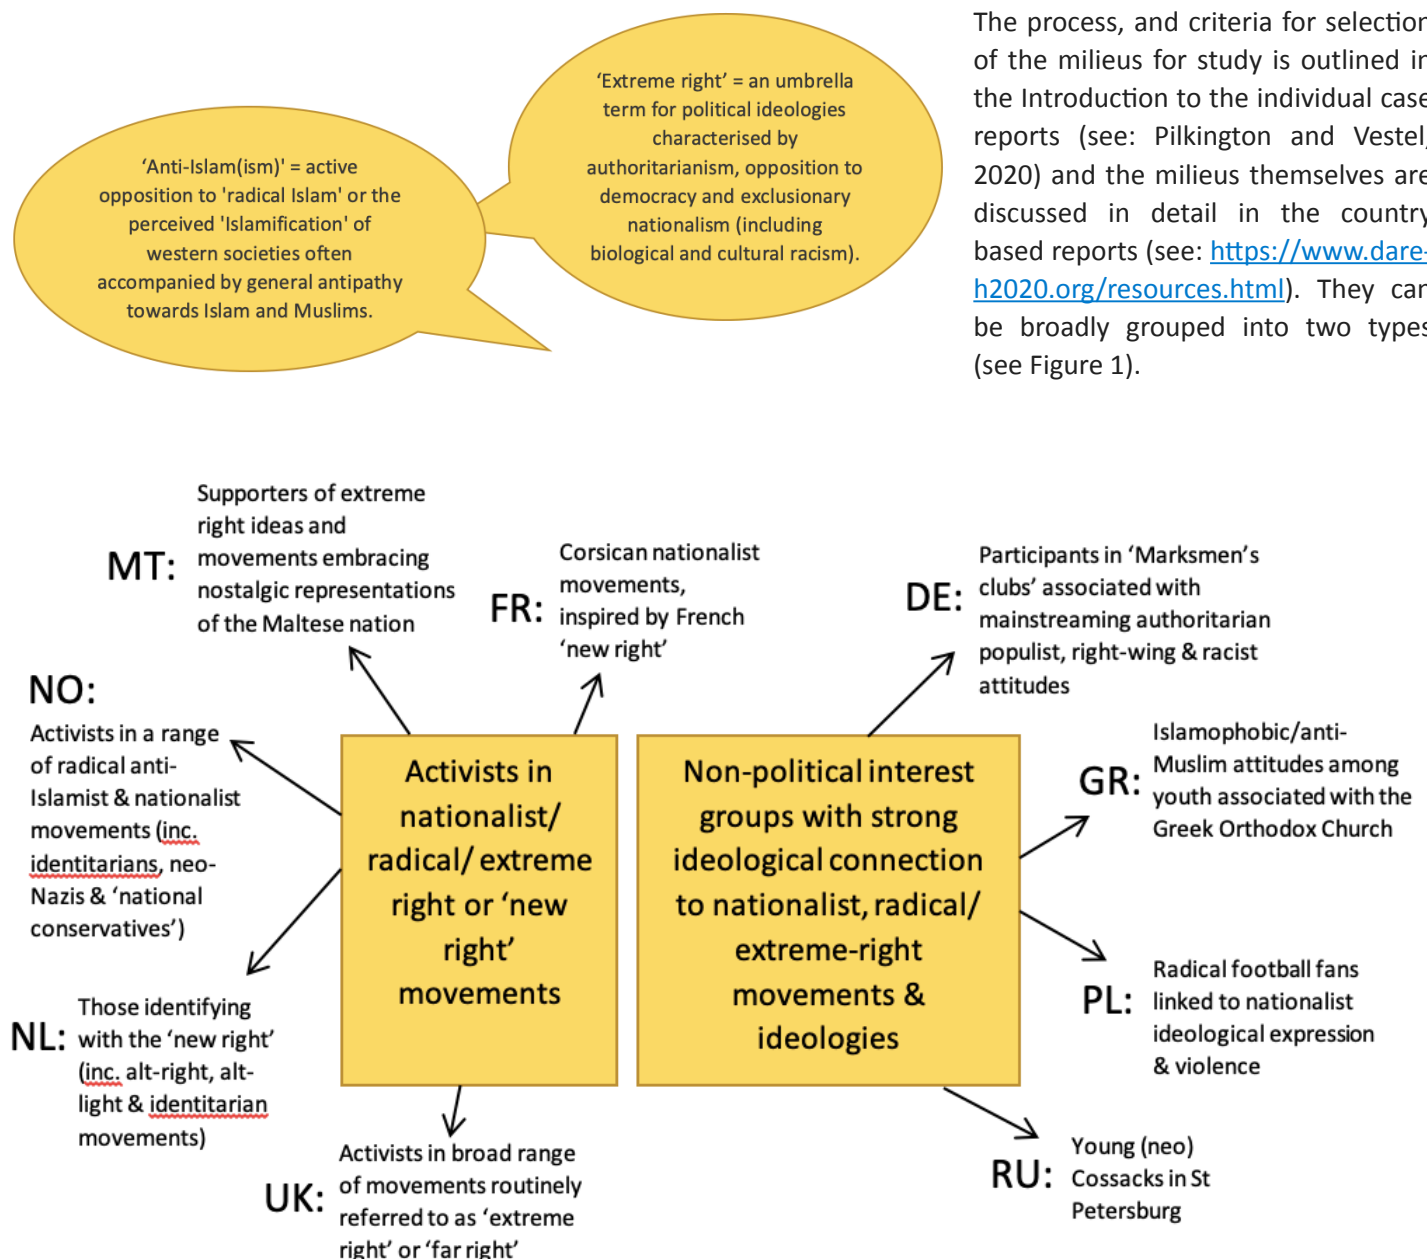 ‘Anti-Islam(ism)' = active
opposition to 'radical Islam' or the
perceived 'Islamification' of
western societies often
accompanied by general antipathy
towards Islam and Muslims.
‘Extreme right’ = an umbrella
term for political ideologies
characterised by
authoritarianism, opposition to
democracy and exclusionary
nationalism (including
biological and cultural racism).
The process, and criteria for selection
of the milieus for study is outlined in
the Introduction to the individual case
reports (see: Pilkington and Vestel,
2020) and the milieus themselves are
discussed in detail in the country
based reports (see: https://www.dare-
h2020.org/resources.html). They can
be broadly grouped into two types
(see Figure 1).
MT:
Supporters of extreme
right ideas and
movements embracing
nostalgic representations
of the Maltese nation
FR:
Corsican nationalist
movements,
inspired by French
‘new right’
DE:
Participants in ‘Marksmen’s
clubs’ associated with
mainstreaming authoritarian
populist, right-wing & racist
attitudes
NO:
Activists in a range
of radical anti-
Islamist & nationalist
movements (inc.
identitarians, neo-
Nazis & ‘national
conservatives’)
Activists in
nationalist/
radical/ extreme
right or ‘new
right’
movements
Non-political interest
groups with strong
ideological connection
to nationalist, radical/
extreme-right
movements &
ideologies
GR:
Islamophobic/anti-
Muslim attitudes among
youth associated with the
Greek Orthodox Church
NL:
Those identifying
with the ‘new right’
(inc. alt-right, alt-
light & identitarian
movements)
PL:
Radical football fans
linked to nationalist
ideological expression
& violence
UK:
Activists in broad range
of movements routinely
referred to as ‘extreme
right’ or ‘far right’
RU:
Young (neo)
Cossacks in St
Petersburg